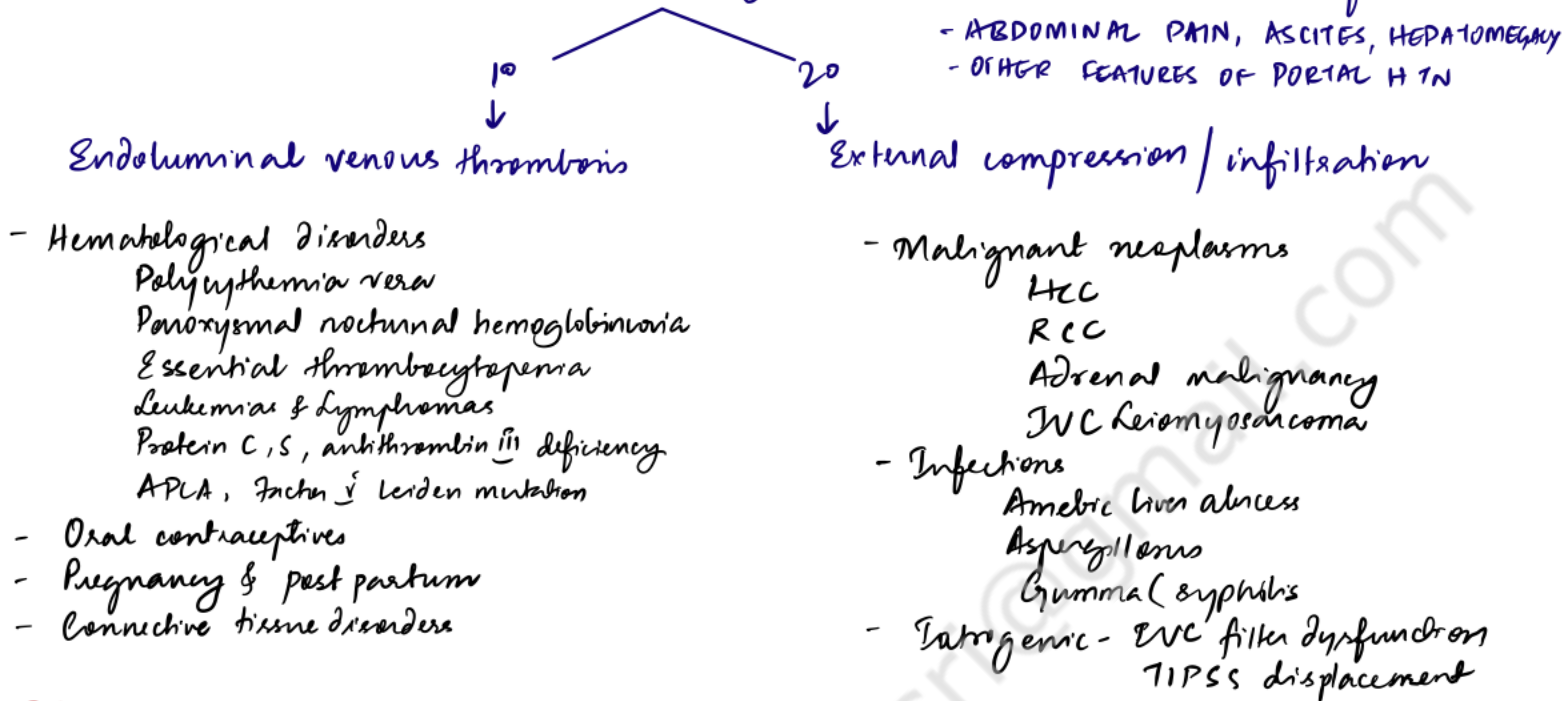 - ABDOMINAL PAIN, ASCITES, HEPATOMEGALY
- OTHER FEATURES OF PORTAL HTN
1° 2°
↓ ↓
Endoluminal venous thrombosis
External compression / infiltration
- Hematological disorders
Polycythemia vera
Paroxysmal nocturnal hemoglobinuria
Essential thrombocytopenia
Leukemias & Lymphomas
Protein C, S, antithrombin iii deficiency
APLA, Factor v Leiden mutation
- Oral contraceptives
- Pregnancy & post partum
- Connective tissue disorders
- Malignant neoplasms
HCC
RCC
Adrenal malignancy
IVC Leiomyosarcoma
- Infections
Amebic liver abscess
Aspergillosis
Gumma ( syphilis
- Iatrogenic - IVC filter dysfunction
TIPSS displacement
sri@gmail.com